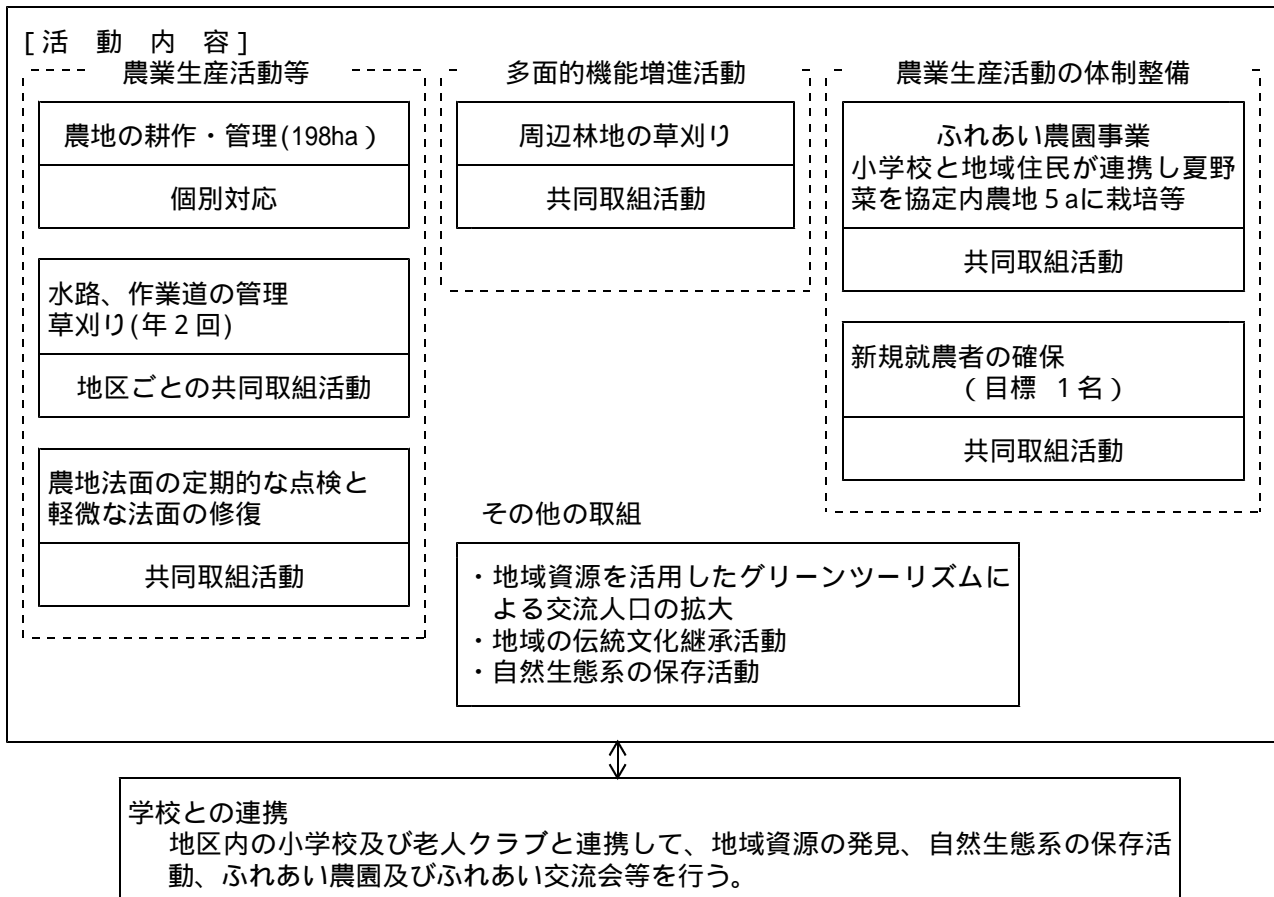 [活 動 内 容]
農業生産活動等
農地の耕作・管理(198ha)
個別対応
水路、作業道の管理
草刈り(年2回)
地区ごとの共同取組活動
農地法面の定期的な点検と
軽微な法面の修復
共同取組活動
多面的機能増進活動
周辺林地の草刈り
共同取組活動
農業生産活動の体制整備
ふれあい農園事業
小学校と地域住民が連携し夏野
菜を協定内農地5aに栽培等
共同取組活動
新規就農者の確保
(目標 1名)
共同取組活動
その他の取組
・地域資源を活用したグリーンツーリズムに
よる交流人口の拡大
・地域の伝統文化継承活動
・自然生態系の保存活動
学校との連携
地区内の小学校及び老人クラブと連携して、地域資源の発見、自然生態系の保存活
動、ふれあい農園及びふれあい交流会等を行う。